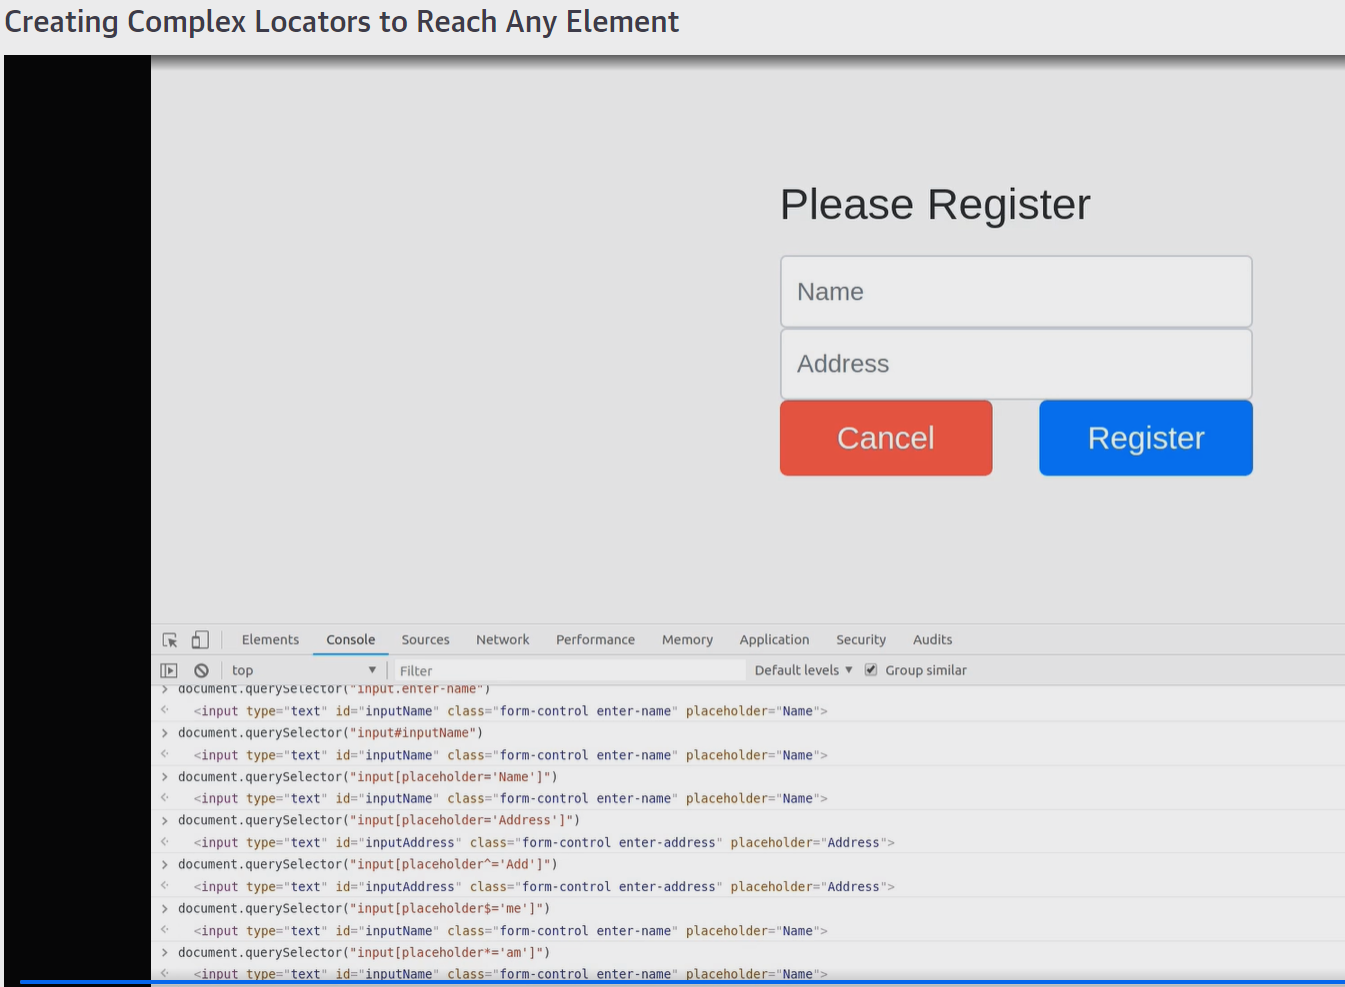 Creating Complex Locators to Reach Any Element
Please Register
Name
Address
Cancel Register
Elements Console Sources Network Performance Memory Application Security Audits
top Filter Default levels Group similar
document.querySelector("input.enter-name")
<input type="text" id="inputName" class="form-control enter-name" placeholder="Name">
document.querySelector("input#inputName")
<input type="text" id="inputName" class="form-control enter-name" placeholder="Name">
document.querySelector("input[placeholder='Name']")
<input type="text" id="inputName" class="form-control enter-name" placeholder="Name">
document.querySelector("input[placeholder='Address']")
<input type="text" id="inputAddress" class="form-control enter-address" placeholder="Address">
document.querySelector("input[placeholder^='Add']")
<input type="text" id="inputAddress" class="form-control enter-address" placeholder="Address">
document.querySelector("input[placeholder$='me']")
<input type="text" id="inputName" class="form-control enter-name" placeholder="Name">
document.querySelector("input[placeholder*='am']")
<input type="text" id="inputName" class="form-control enter-name" placeholder="Name">